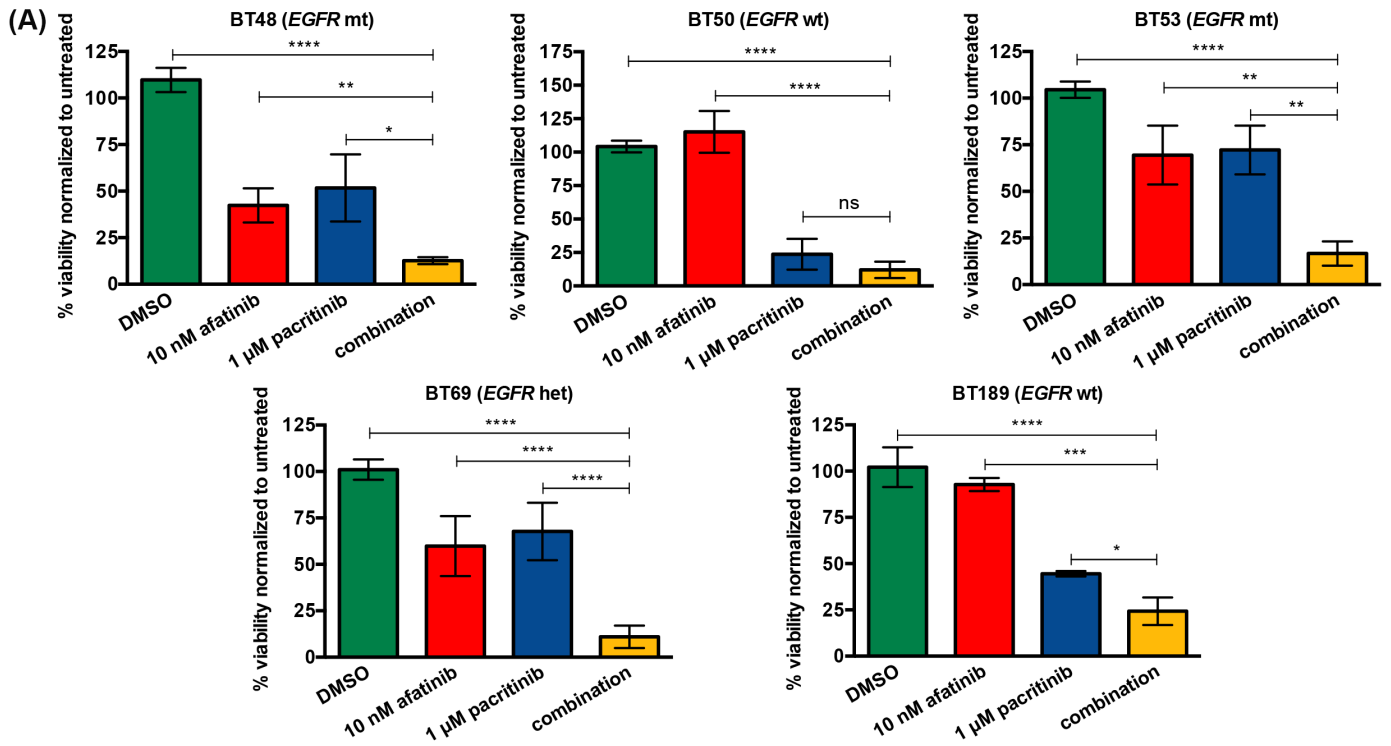 (A)
BT48 (EGFR mt)
% viability normalized to untreated
125
100
75
50
25
0
****
**
*
DMSO
10 nM afatinib
1 µM pacritinib
combination
BT50 (EGFR wt)
% viability normalized to untreated
175
150
125
100
75
50
25
0
****
****
ns
DMSO
10 nM afatinib
1 µM pacritinib
combination
BT53 (EGFR mt)
% viability normalized to untreated
125
100
75
50
25
0
****
**
**
DMSO
10 nM afatinib
1 µM pacritinib
combination
BT69 (EGFR het)
% viability normalized to untreated
125
100
75
50
25
0
****
****
****
DMSO
10 nM afatinib
1 µM pacritinib
combination
BT189 (EGFR wt)
% viability normalized to untreated
125
100
75
50
25
0
****
***
*
DMSO
10 nM afatinib
1 µM pacritinib
combination